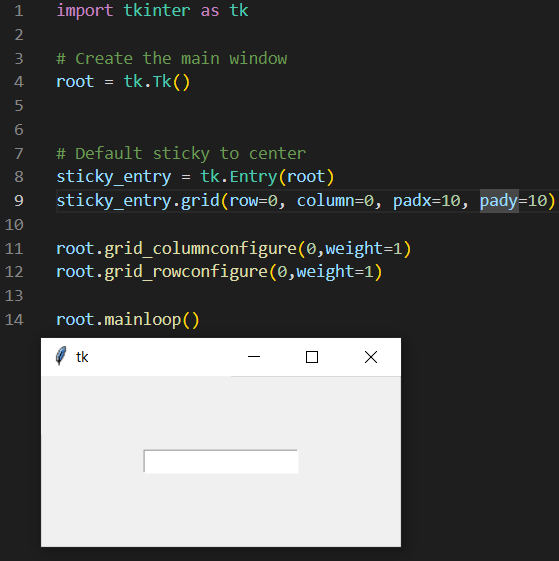 1 import tkinter as tk
2
3 # Create the main window
4 root = tk.Tk()
5
6
7 # Default sticky to center
8 sticky_entry = tk.Entry(root)
9 sticky_entry.grid(row=0, column=0, padx=10, pady=10)
10
11 root.grid_columnconfigure(0,weight=1)
12 root.grid_rowconfigure(0,weight=1)
13
14 root.mainloop()
tk